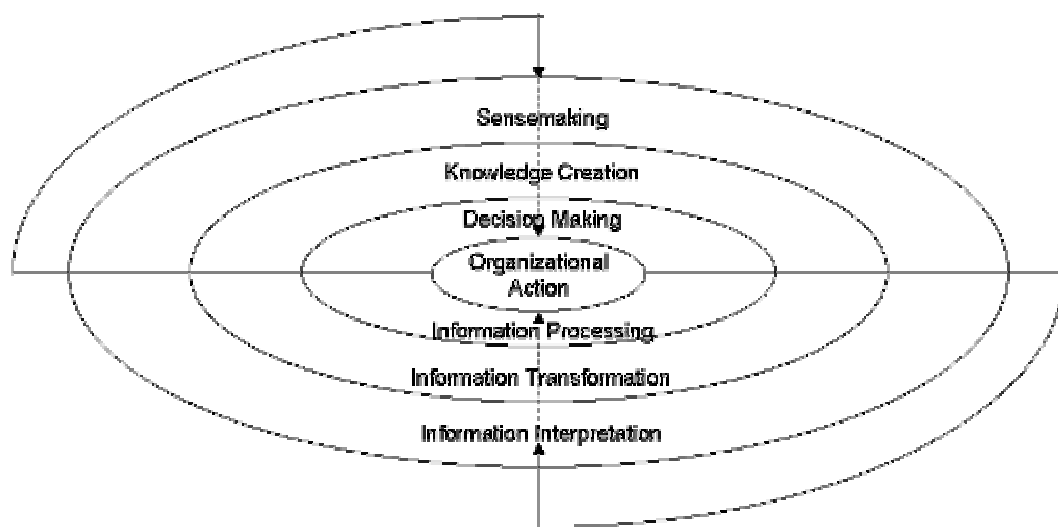 Sensemaking
Knowledge Creation
Decision Making
Organizational
Action
Information Processing
Information Transformation
Information Interpretation